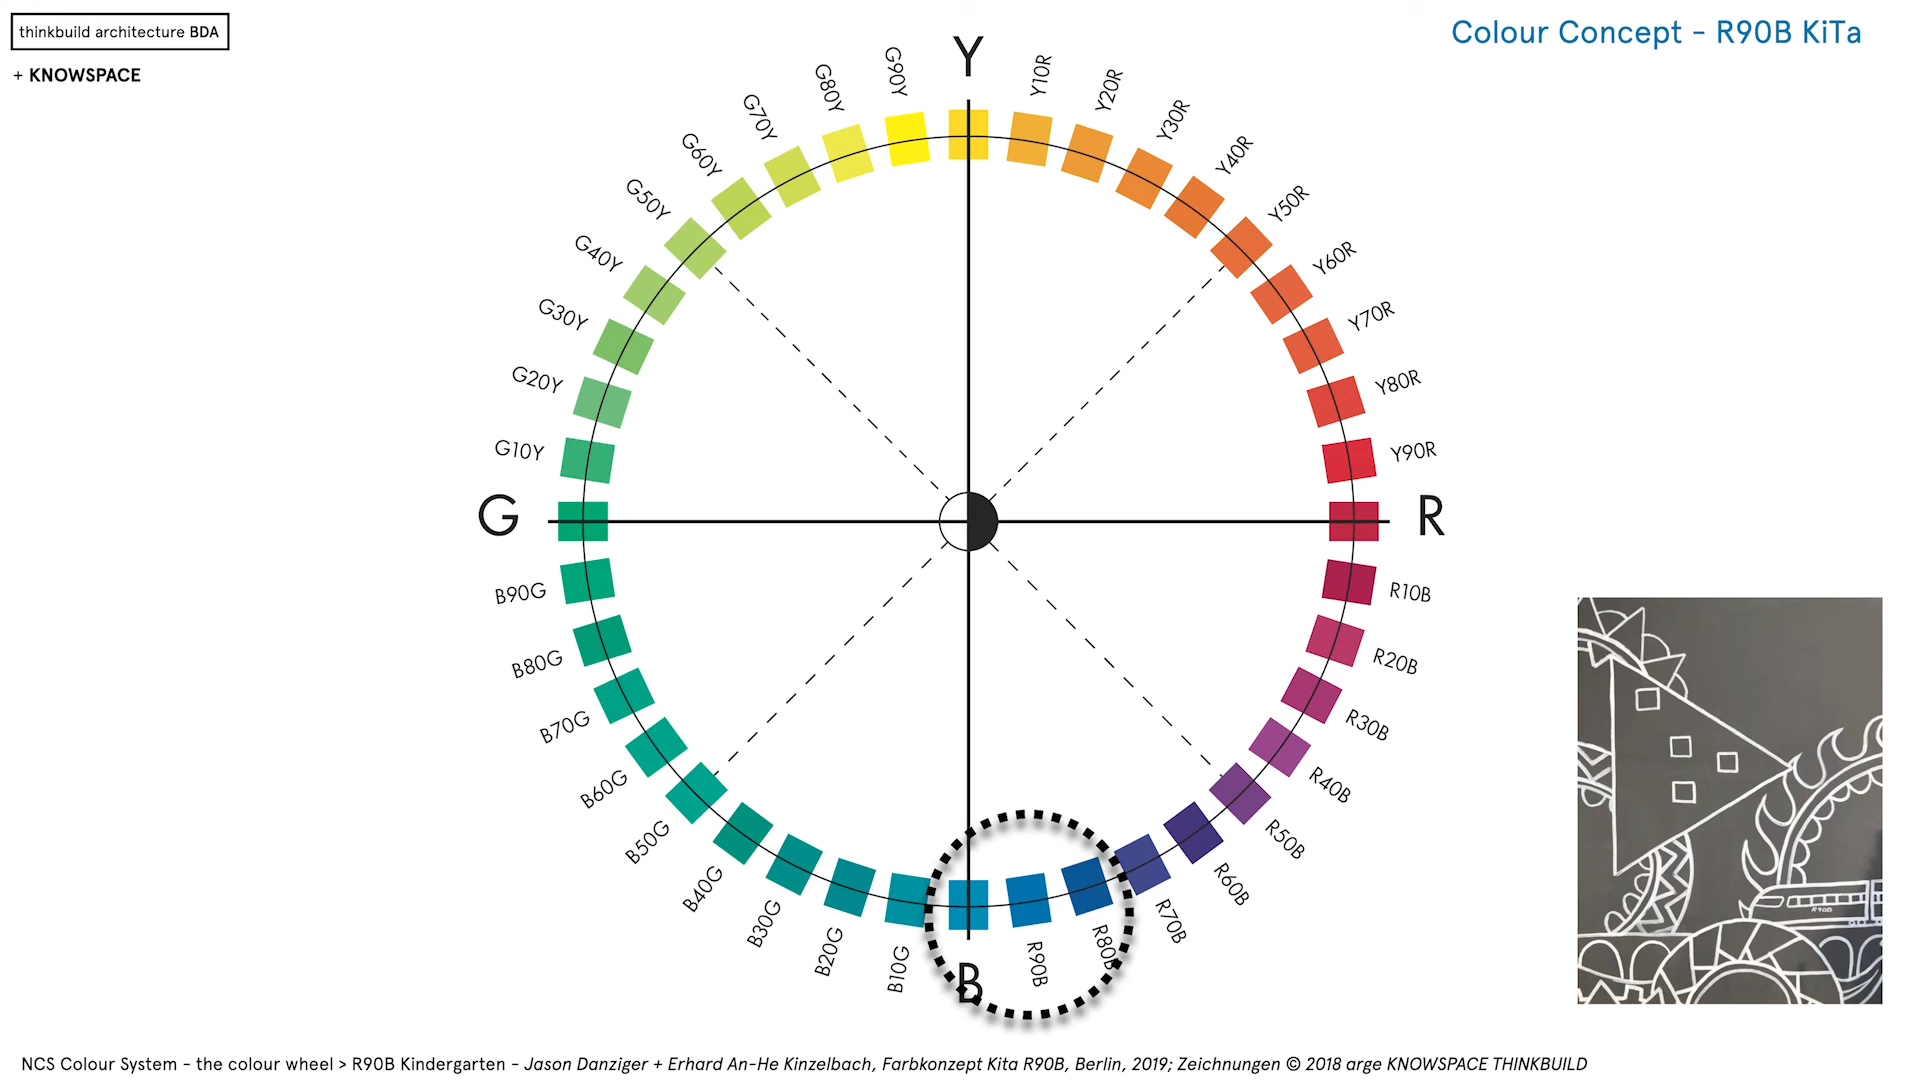 thinkbuild architecture BDA
+ KNOWSPACE
Colour Concept - R90B KiTa
Y
Y10R
Y20R
Y30R
Y40R
Y50R
Y60R
Y70R
Y80R
Y90R
R
R10B
R20B
R30B
R40B
R50B
R60B
R70B
R80B
R90B
B
B10G
B20G
B30G
B40G
B50G
B60G
B70G
B80G
B90G
G
G10Y
G20Y
G30Y
G40Y
G50Y
G60Y
G70Y
G80Y
G90Y
R90B
NCS Colour System - the colour wheel > R90B Kindergarten - Jason Danziger + Erhard An-He Kinzelbach, Farbkonzept Kita R90B, Berlin, 2019; Zeichnungen © 2018 arge KNOWSPACE THINKBUILD